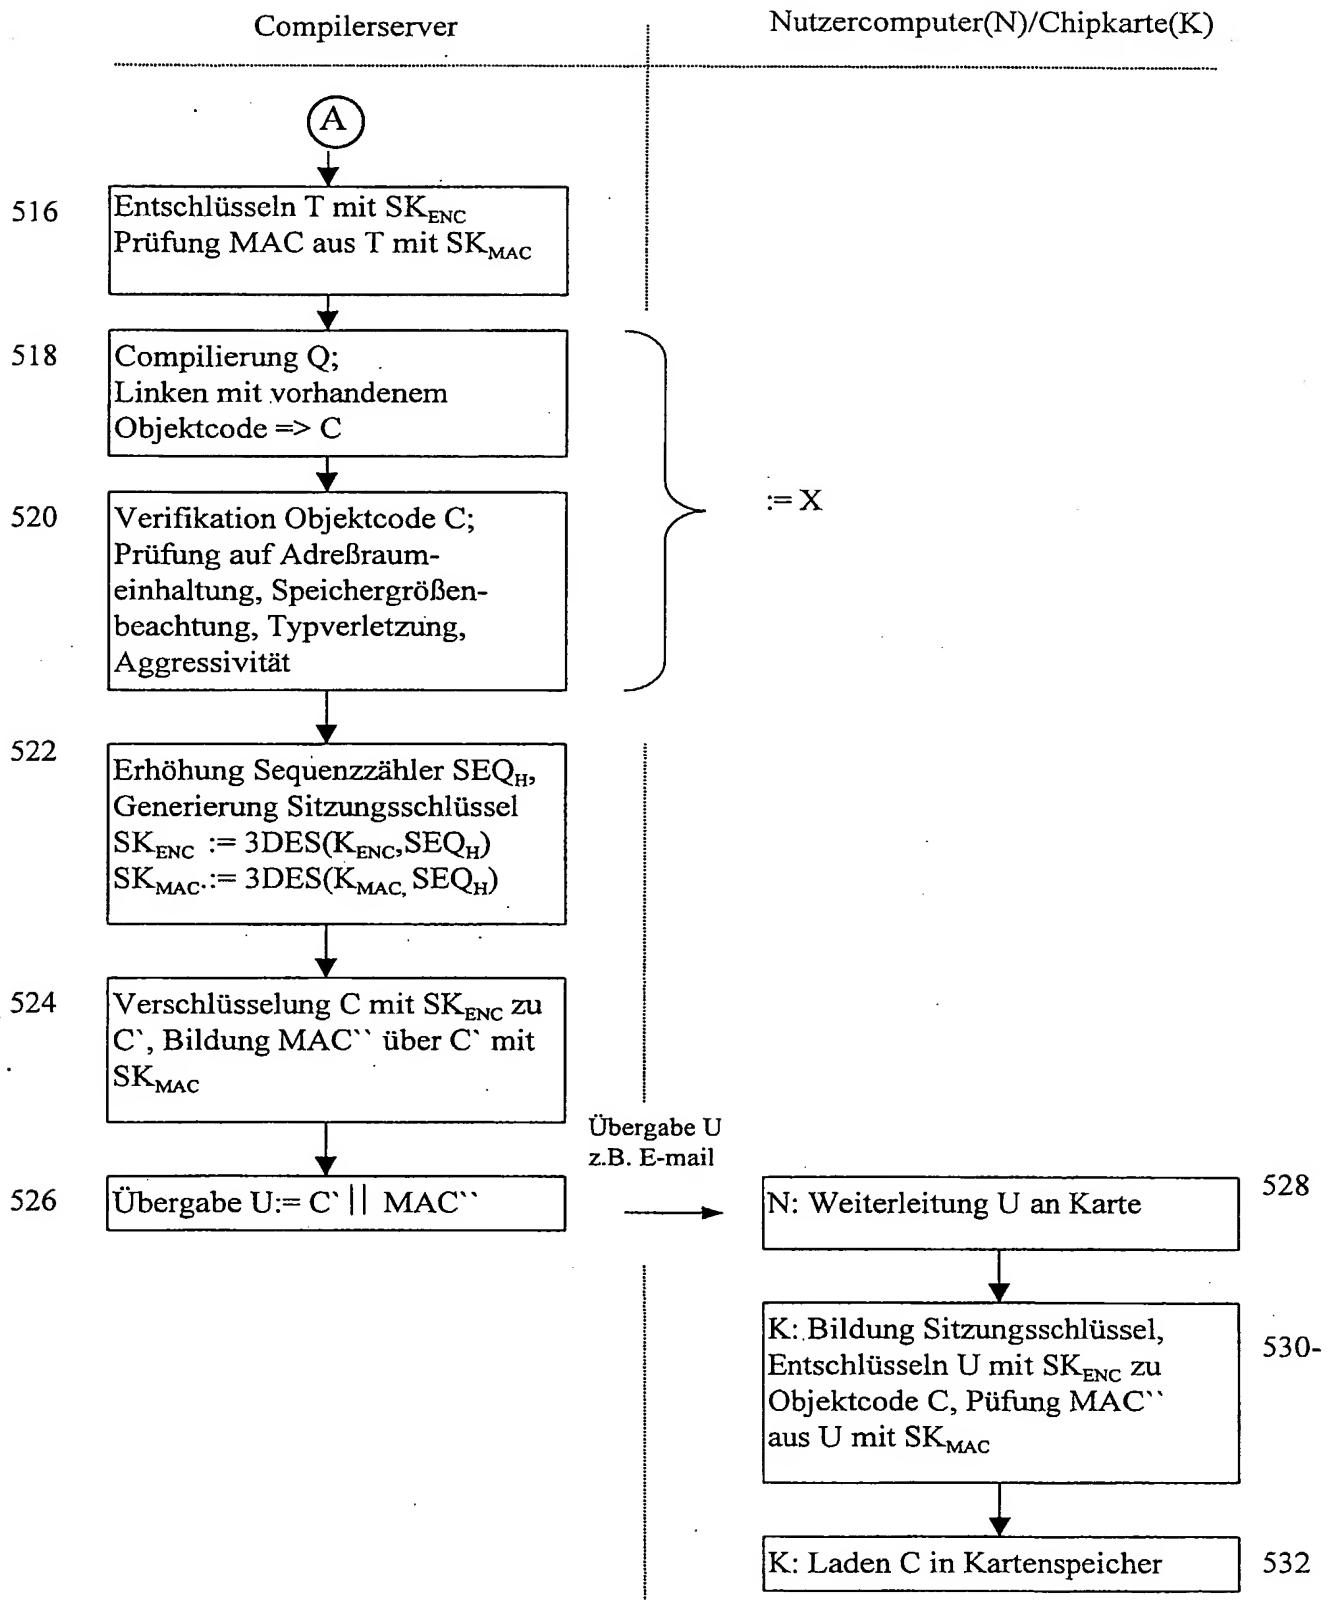 Compilerserver
Nutzercomputer(N)/Chipkarte(K)
A
516
Entschlüsseln T mit SK_ENC
Prüfung MAC aus T mit SK_MAC
518
Compilierung Q;
Linken mit vorhandenem
Objektcode => C
:= X
520
Verifikation Objektcode C;
Prüfung auf Adreßraum-
einhaltung, Speichergrößen-
beachtung, Typverletzung,
Aggressivität
522
Erhöhung Sequenzzähler SEQ_H,
Generierung Sitzungsschlüssel
SK_ENC := 3DES(K_ENC, SEQ_H)
SK_MAC := 3DES(K_MAC, SEQ_H)
524
Verschlüsselung C mit SK_ENC zu
C`, Bildung MAC`` über C` mit
SK_MAC
Übergabe U
z.B. E-mail
526
Übergabe U:= C` || MAC``
528
N: Weiterleitung U an Karte
530-
K: Bildung Sitzungsschlüssel,
Entschlüsseln U mit SK_ENC zu
Objektcode C, Püfung MAC``
aus U mit SK_MAC
K: Laden C in Kartenspeicher
532